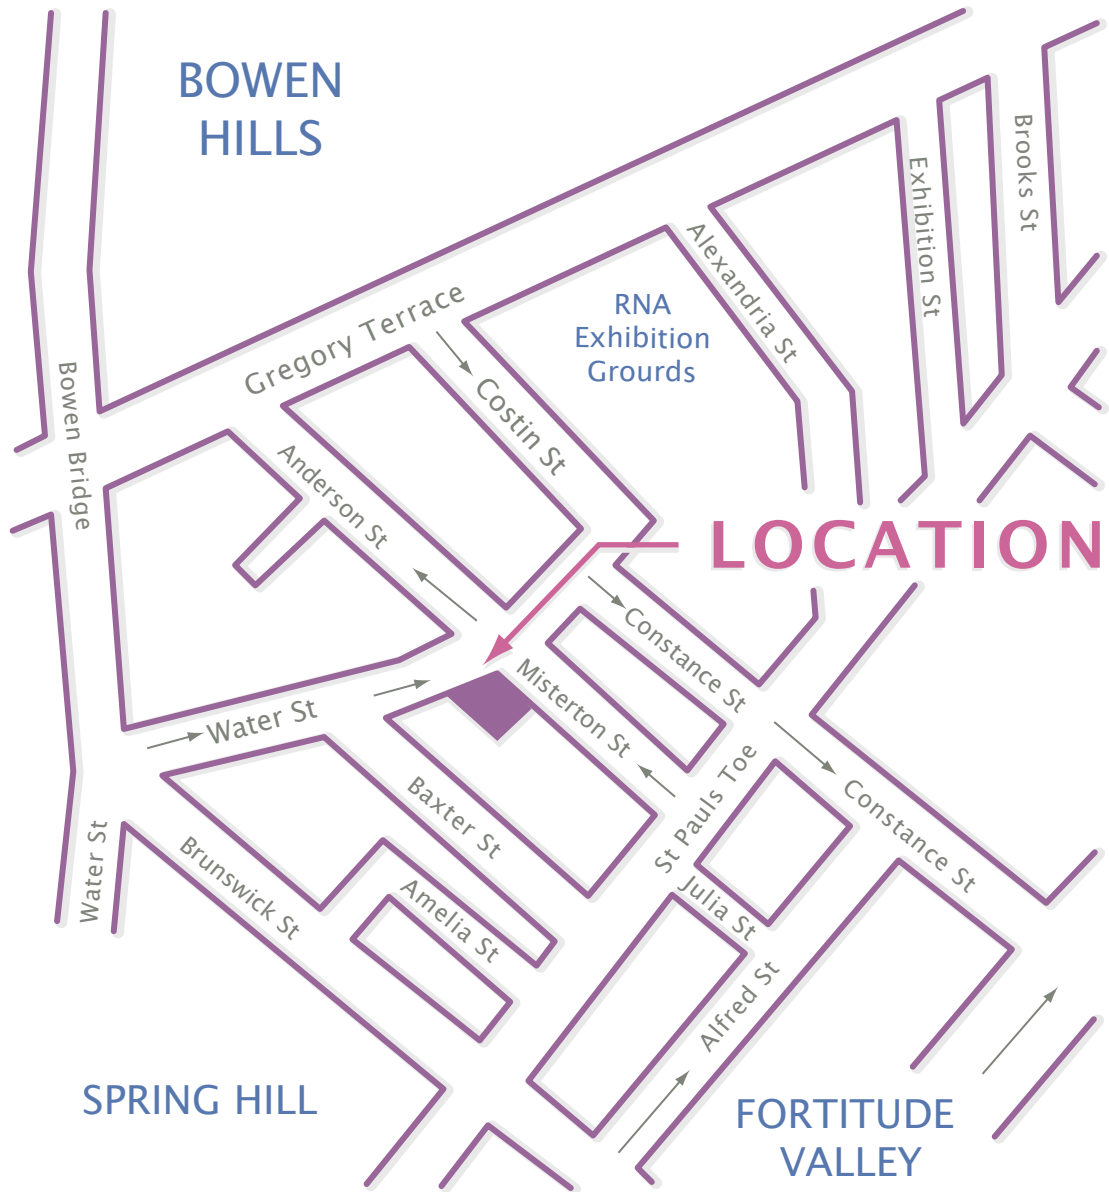 BOWEN
HILLS
Brooks St
Exhibition St
Alexandria St
RNA
Exhibition
Grourds
Gregory Terrace
Costin St
Bowen Bridge
Anderson St
LOCATION
Constance St
Misterton St
Water St
St Pauls Toe
Baxter St
Constance St
Water St
Brunswick St
Amelia St
Julia St
Alfred St
SPRING HILL
FORTITUDE
VALLEY